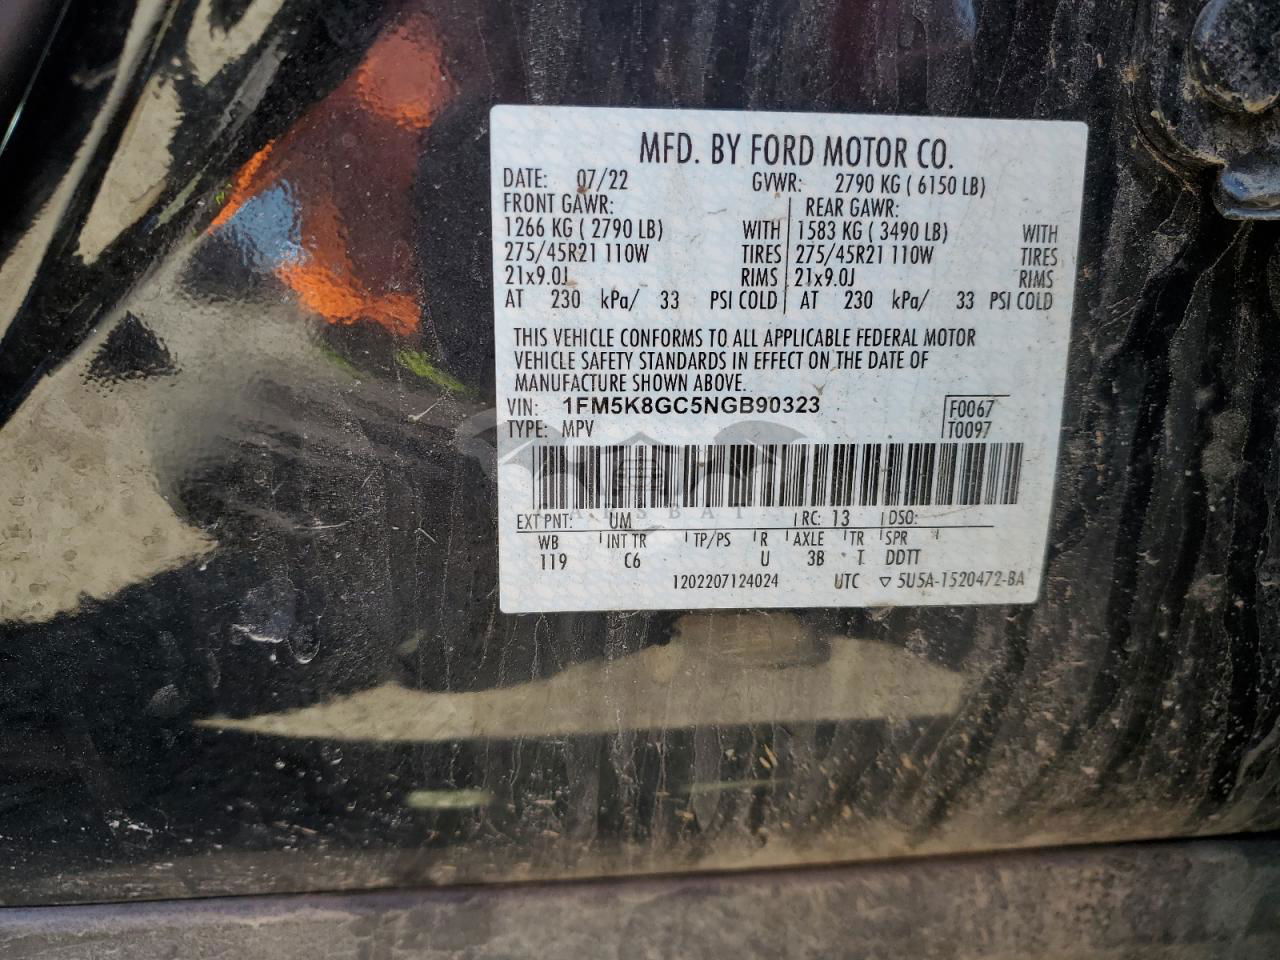 MFD. BY FORD MOTOR CO.
DATE: 07/22 GVWR: 2790 KG ( 6150 LB)
FRONT GAWR: REAR GAWR:
1266 KG ( 2790 LB) WITH 1583 KG ( 3490 LB) WITH
275/45R21 110W TIRES 275/45R21 110W TIRES
21x9.0J RIMS 21x9.0J RIMS
AT 230 kPa/ 33 PSI COLD AT 230 kPa/ 33 PSI COLD
THIS VEHICLE CONFORMS TO ALL APPLICABLE FEDERAL MOTOR
VEHICLE SAFETY STANDARDS IN EFFECT ON THE DATE OF
MANUFACTURE SHOWN ABOVE.
VIN: 1FM5K8GC5NGB90323 F0067
TYPE: MPV T0097
EXT PNT: UM RC: 13 DSO:
WB INT TR TP/PS R AXLE TR SPR
119 C6 U 3B T DDTT
1202207124024 UTC ▽ 5U5A-1520472-BA